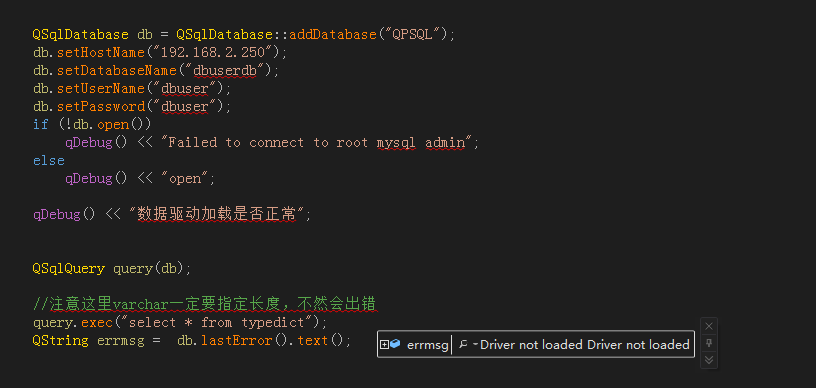 QSqlDatabase db = QSqlDatabase::addDatabase("QPSQL");
db.setHostName("192.168.2.250");
db.setDatabaseName("dbuserdb");
db.setUserName("dbuser");
db.setPassword("dbuser");
if (!db.open())
    qDebug() << "Failed to connect to root mysql admin";
else
    qDebug() << "open";
qDebug() << "数据驱动加载是否正常";
QSqlQuery query(db);
//注意这里varchar一定要指定长度，不然会出错
query.exec("select * from typedict");
QString errmsg =  db.lastError().text();
errmsg Driver not loaded Driver not loaded